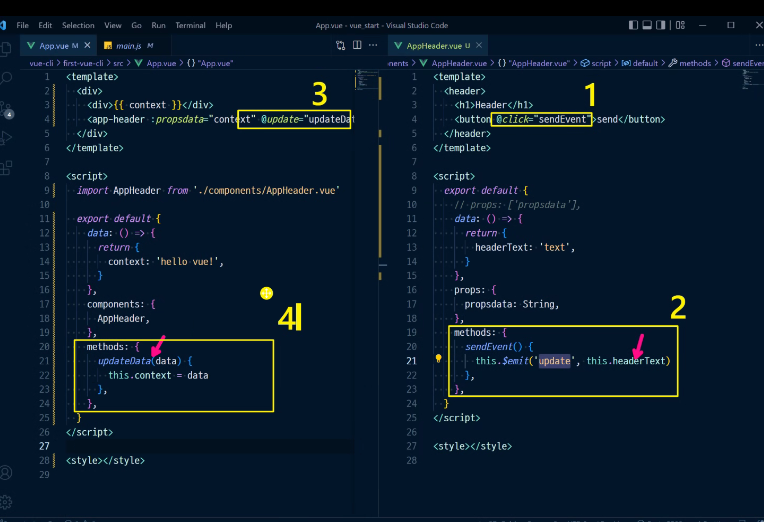 File Edit Selection View Go Run Terminal Help App.vue - vue_start - Visual Studio Code
App.vue M
main.js M
vue-cli > first-vue-cli > src > App.vue > {} "App.vue"
4
1 <template>
2 <div>
3 <div>{{ context }}</div>
4 <app-header :propsdata="context" @update="updateDat
5 </div>
6 </template>
7
8 <script>
9 import AppHeader from './components/AppHeader.vue'
10
11 export default {
12 data: () => {
13 return {
14 context: 'hello vue!',
15 }
16 },
17 components: {
18 AppHeader,
19 },
20 methods: {
21 updateData(data) {
22 this.context = data
23 },
24 },
25 }
26 </script>
27
28 <style></style>
29
3
4
AppHeader.vue U
nents > AppHeader.vue > {} "AppHeader.vue" > script > default > methods > sendEven
1 <template>
2 <header>
3 <h1>Header</h1>
4 <button @click="sendEvent">send</button>
5 </header>
6 </template>
7
8 <script>
9 export default {
10 // props: ['propsdata'],
11 data: () => {
12 return {
13 headerText: 'text',
14 }
15 },
16 props: {
17 propsdata: String,
18 },
19 methods: {
20 sendEvent() {
21 this.$emit('update', this.headerText)
22 },
23 },
24 }
25 </script>
26
27 <style></style>
28
1
2